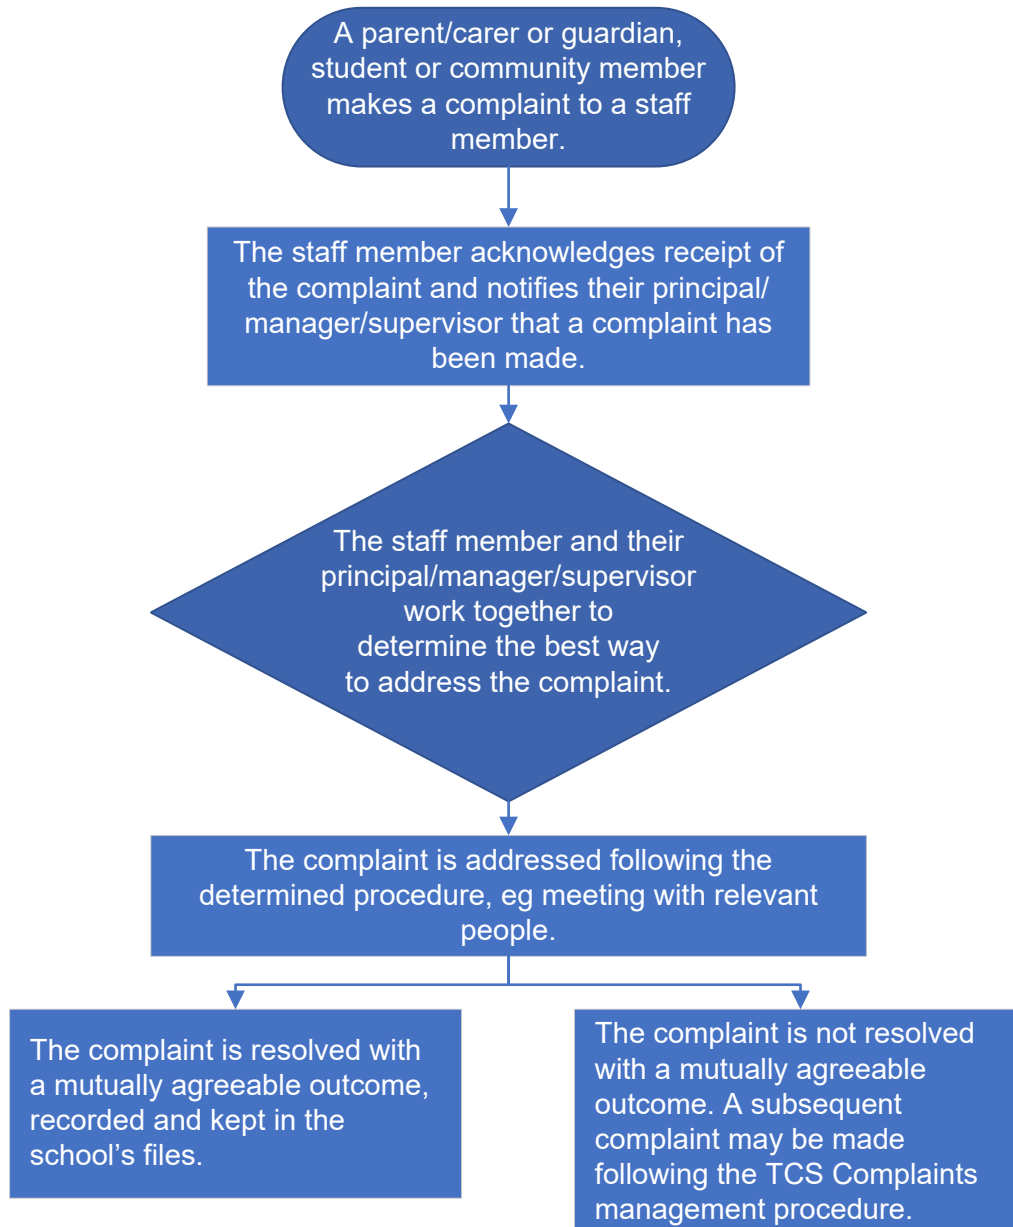 A parent/carer or guardian,
student or community member
makes a complaint to a staff
member.
The staff member acknowledges receipt of
the complaint and notifies their principal/
manager/supervisor that a complaint has
been made.
The staff member and their
principal/manager/supervisor
work together to
determine the best way
to address the complaint.
The complaint is addressed following the
determined procedure, eg meeting with relevant
people.
The complaint is resolved with
a mutually agreeable outcome,
recorded and kept in the
school’s files.
The complaint is not resolved
with a mutually agreeable
outcome. A subsequent
complaint may be made
following the TCS Complaints
management procedure.